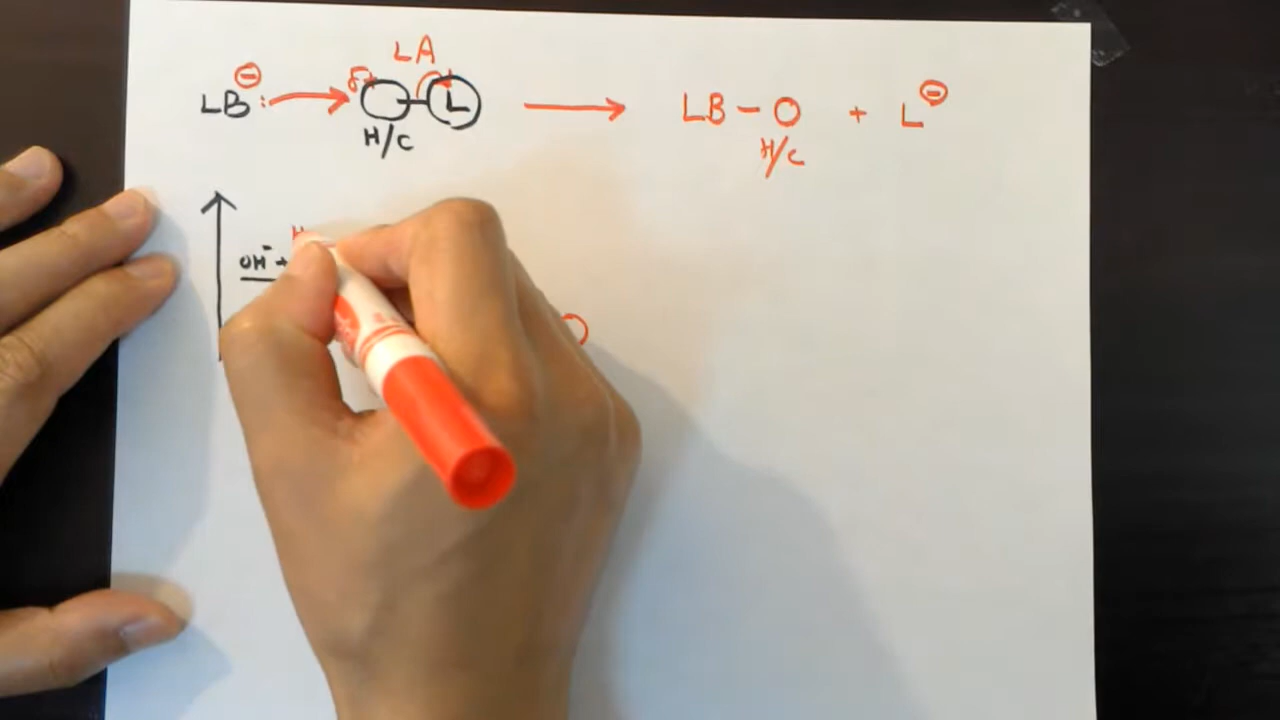 LA
⊖ δ+ ⊖
LB: → O-L → LB - O + L
H/C H/C
H
OH⁻ +